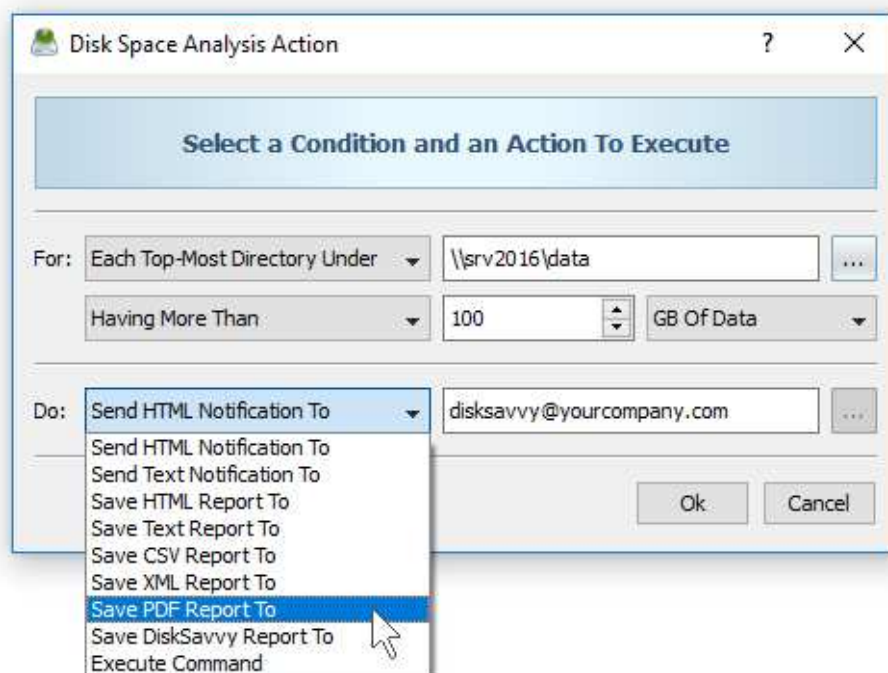 Disk Space Analysis Action ?
Select a Condition and an Action To Execute
For: Each Top-Most Directory Under \\srv2016\data ...
Having More Than 100 GB Of Data
Do: Send HTML Notification To disksavvy@yourcompany.com ...
Send HTML Notification To
Send Text Notification To
Save HTML Report To
Save Text Report To
Save CSV Report To
Save XML Report To
Save PDF Report To
Save DiskSavvy Report To
Execute Command
Ok Cancel